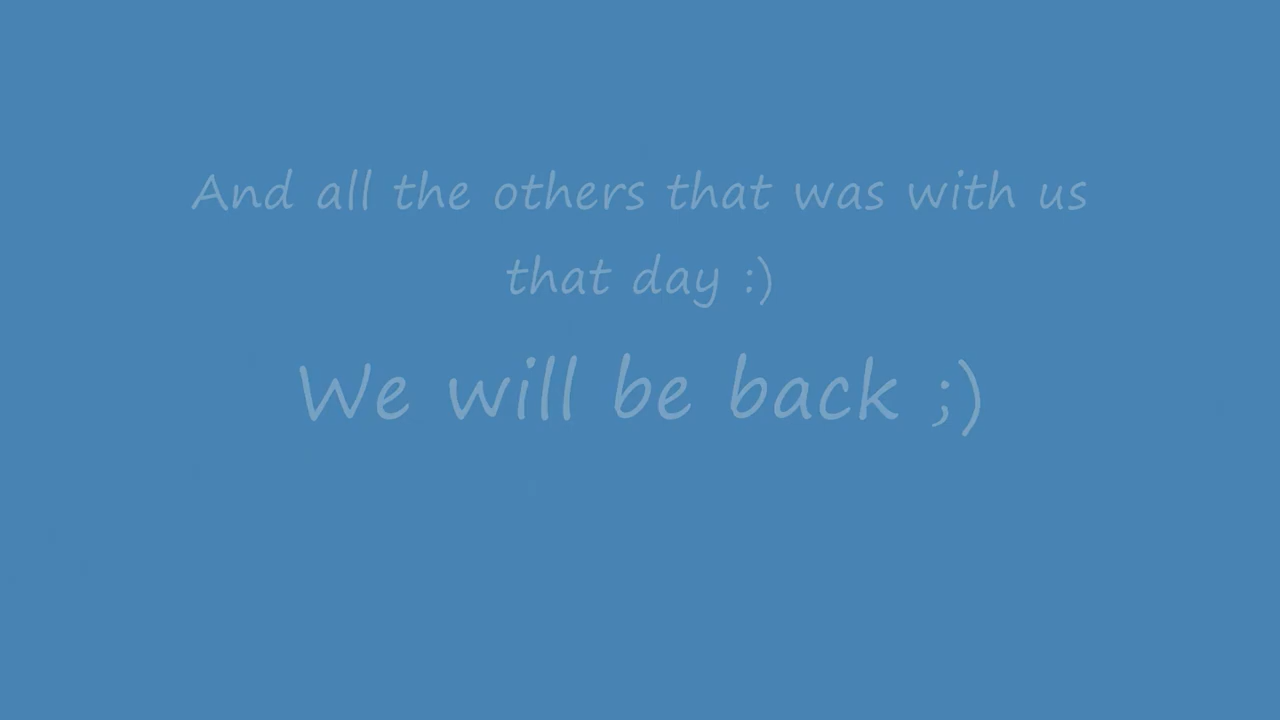 And all the others that was with us
that day :)
We will be back ;)